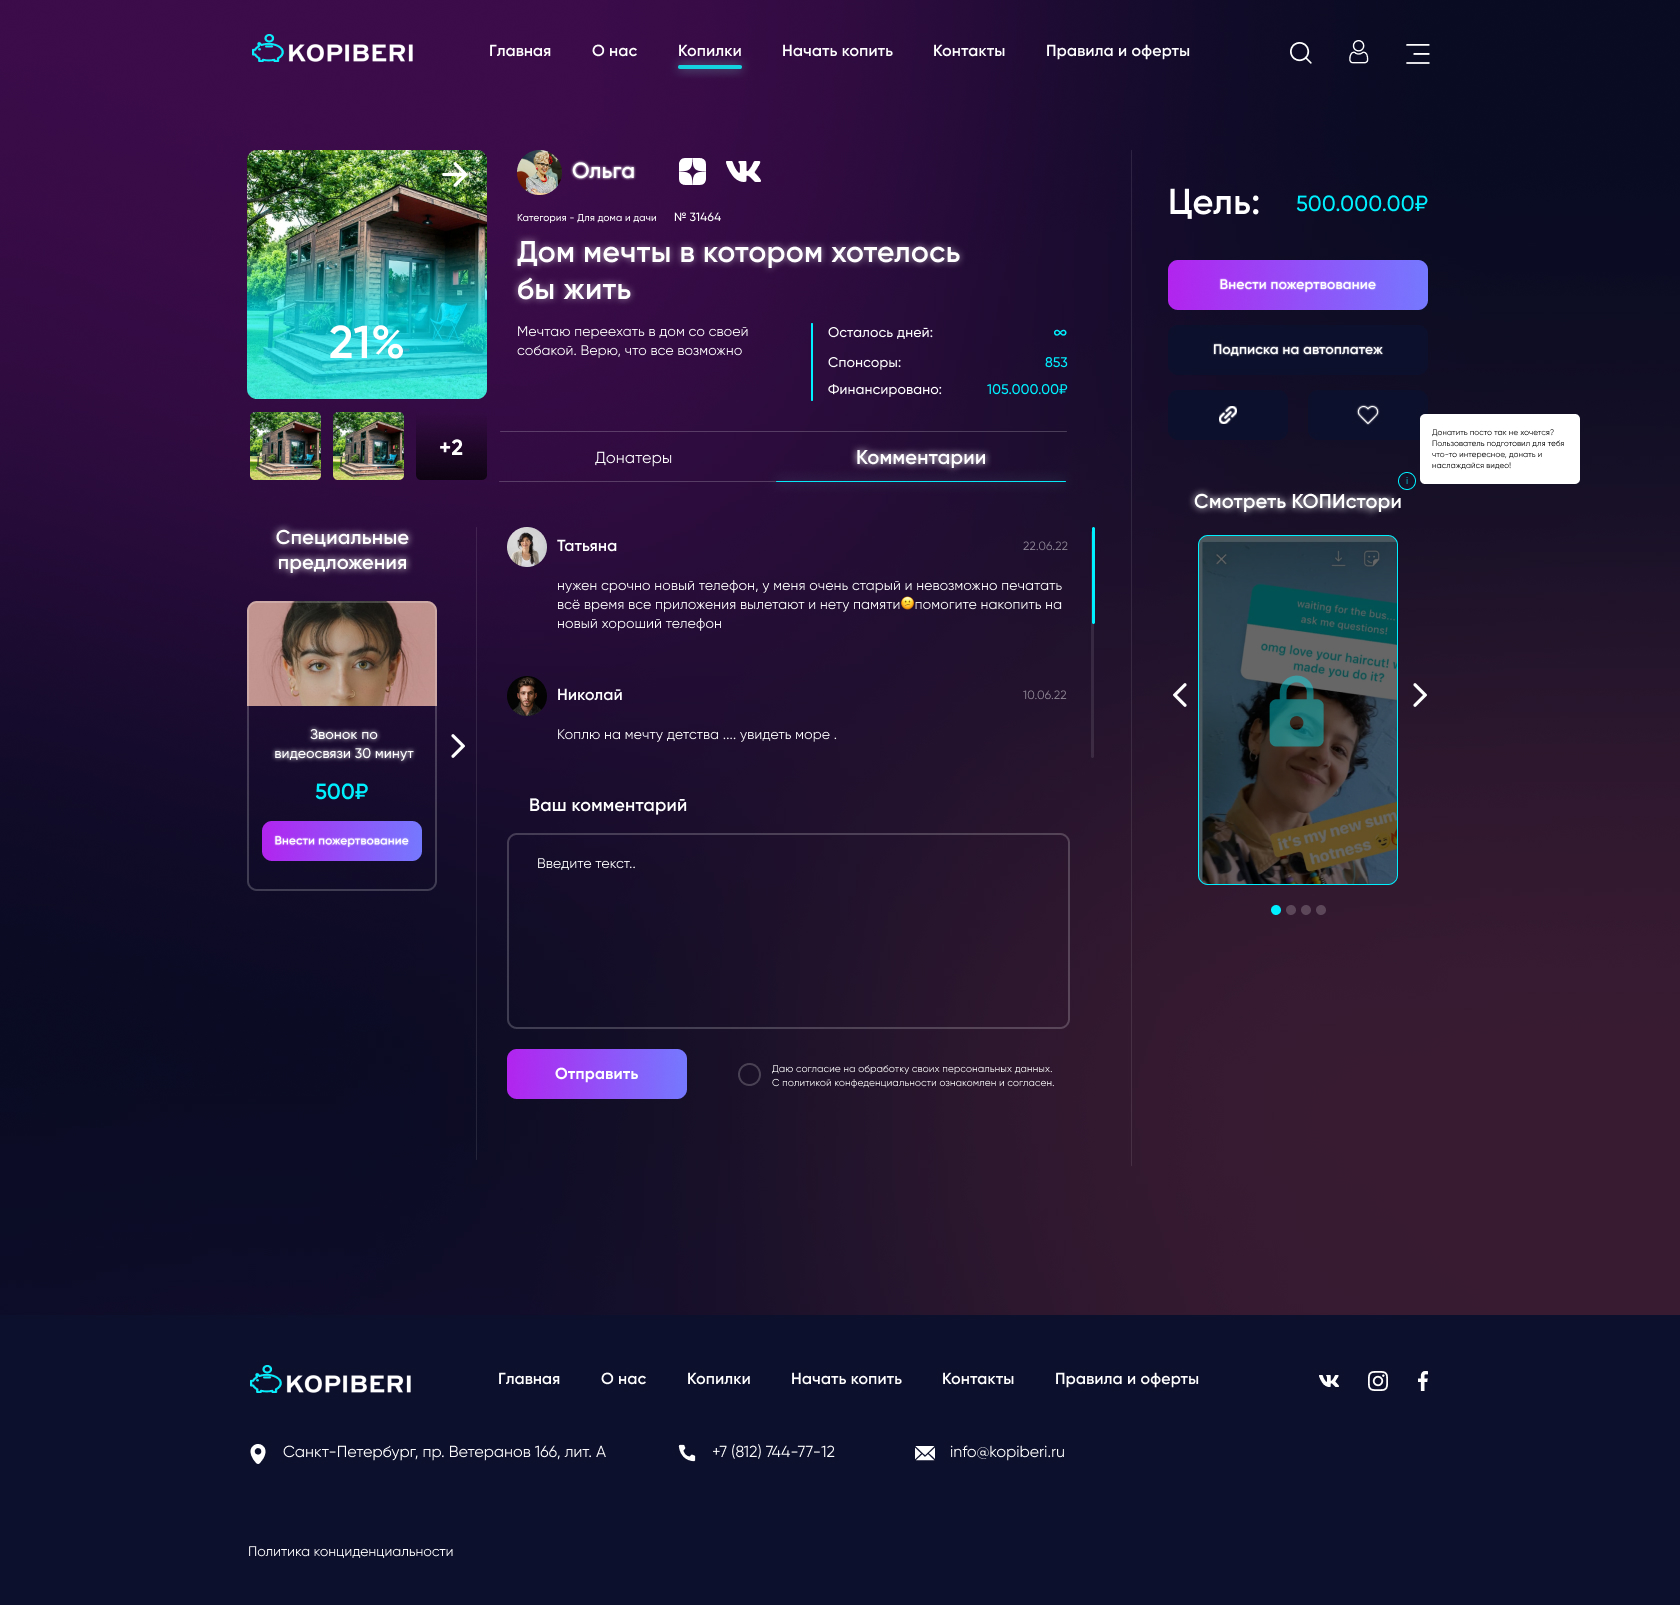 KOPIBERI
Главная
О нас
Копилки
Начать копить
Контакты
Правила и оферты
21%
+2
Ольга
Категория - Для дома и дачи
№ 31464
Дом мечты в котором хотелось
бы жить
Мечтаю переехать в дом со своей
собакой. Верю, что все возможно
Осталось дней:
∞
Спонсоры:
853
Финансировано:
105.000.00₽
Донатеры
Комментарии
Цель:
500.000.00₽
Внести пожертвование
Подписка на автоплатеж
Донатить посто так не хочется?
Пользователь подготовил для тебя
что-то интересное, донать и
наслаждайся видео!
i
Смотреть КОПИстори
waiting for the bus...
ask me questions!
omg love your haircut! w
made you do it?
it's my new sum
hotness 😉🔥
Специальные
предложения
Звонок по
видеосвязи 30 минут
500₽
Внести пожертвование
Татьяна
22.06.22
нужен срочно новый телефон, у меня очень старый и невозможно печатать
всё время все приложения вылетают и нету памяти😕помогите накопить на
новый хороший телефон
Николай
10.06.22
Коплю на мечту детства .... увидеть море .
Ваш комментарий
Введите текст..
Отправить
Даю согласие на обработку своих персональных данных.
С политикой конфеденциальности ознакомлен и согласен.
KOPIBERI
Главная
О нас
Копилки
Начать копить
Контакты
Правила и оферты
Санкт-Петербург, пр. Ветеранов 166, лит. А
+7 (812) 744-77-12
info@kopiberi.ru
Политика конциденциальности